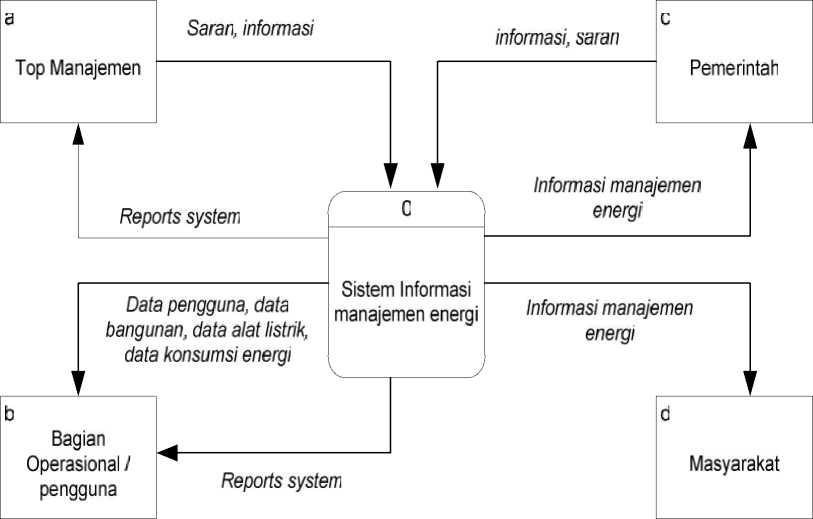 a
Top Manajemen
Saran, informasi
informasi, saran
c
Pemerintah
Reports system
0
Informasi manajemen
energi
Sistem Informasi
manajemen energi
Data pengguna, data
bangunan, data alat listrik,
data konsumsi energi
Informasi manajemen
energi
b
Bagian
Operasional /
pengguna
Reports system
d
Masyarakat